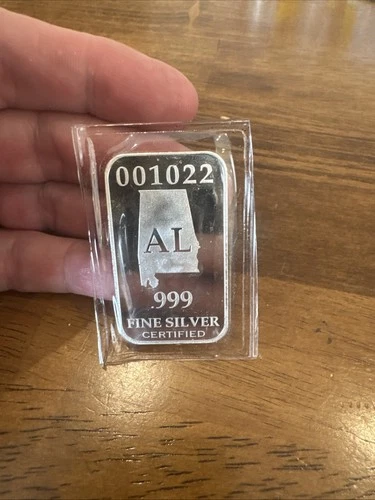 001022
AL
.999
FINE SILVER
CERTIFIED